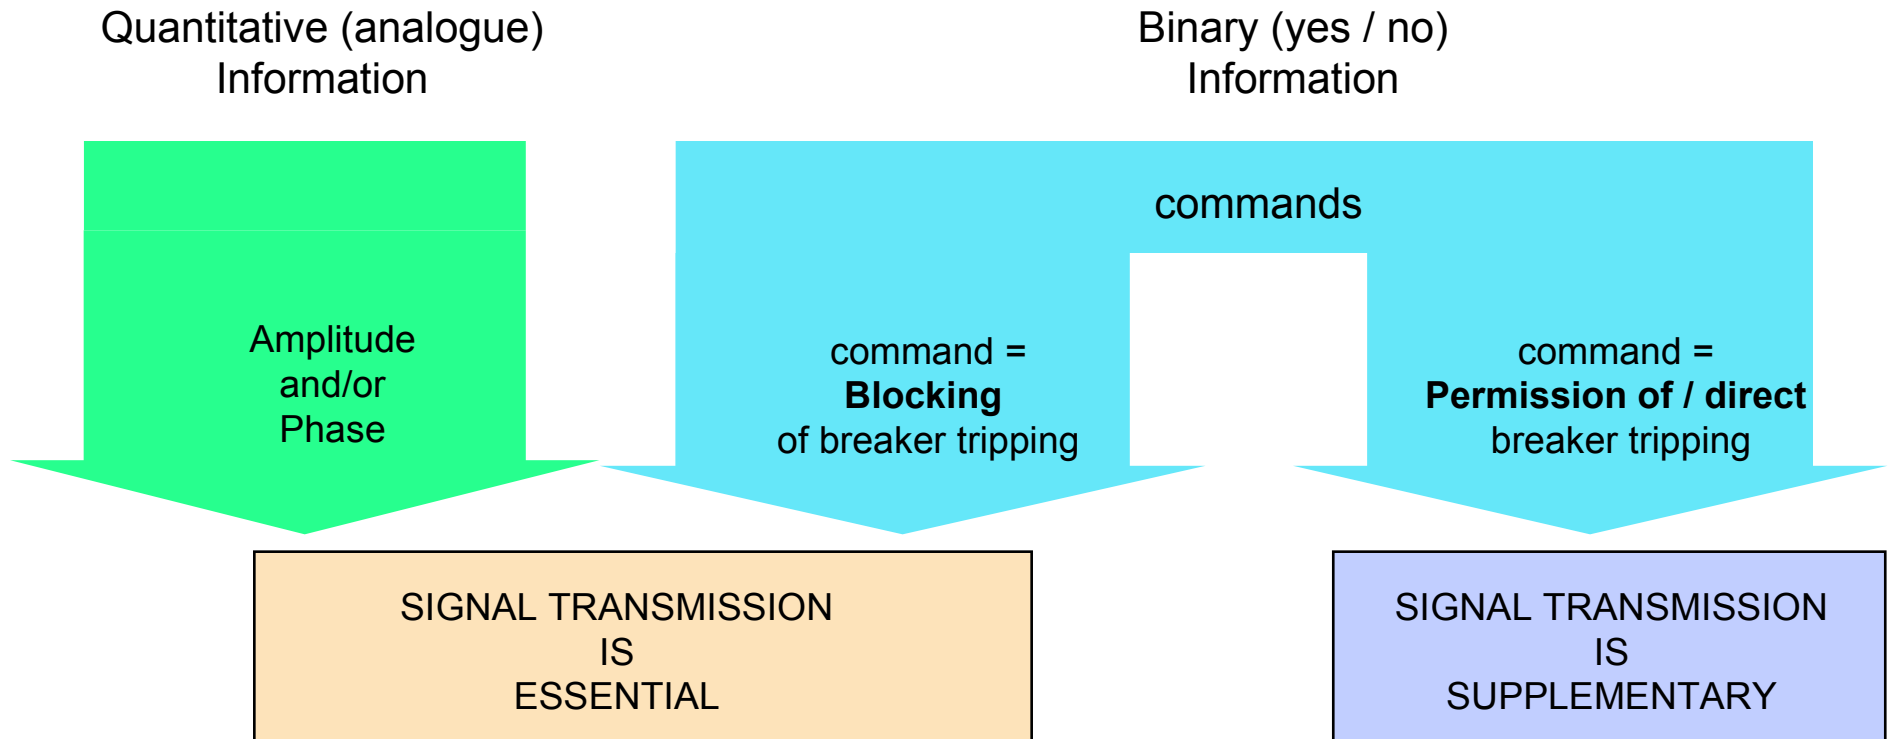 Quantitative (analogue)
Information
Binary (yes / no)
Information
commands
Amplitude
and/or
Phase
command =
Blocking
of breaker tripping
command =
Permission of / direct
breaker tripping
SIGNAL TRANSMISSION
IS
ESSENTIAL
SIGNAL TRANSMISSION
IS
SUPPLEMENTARY